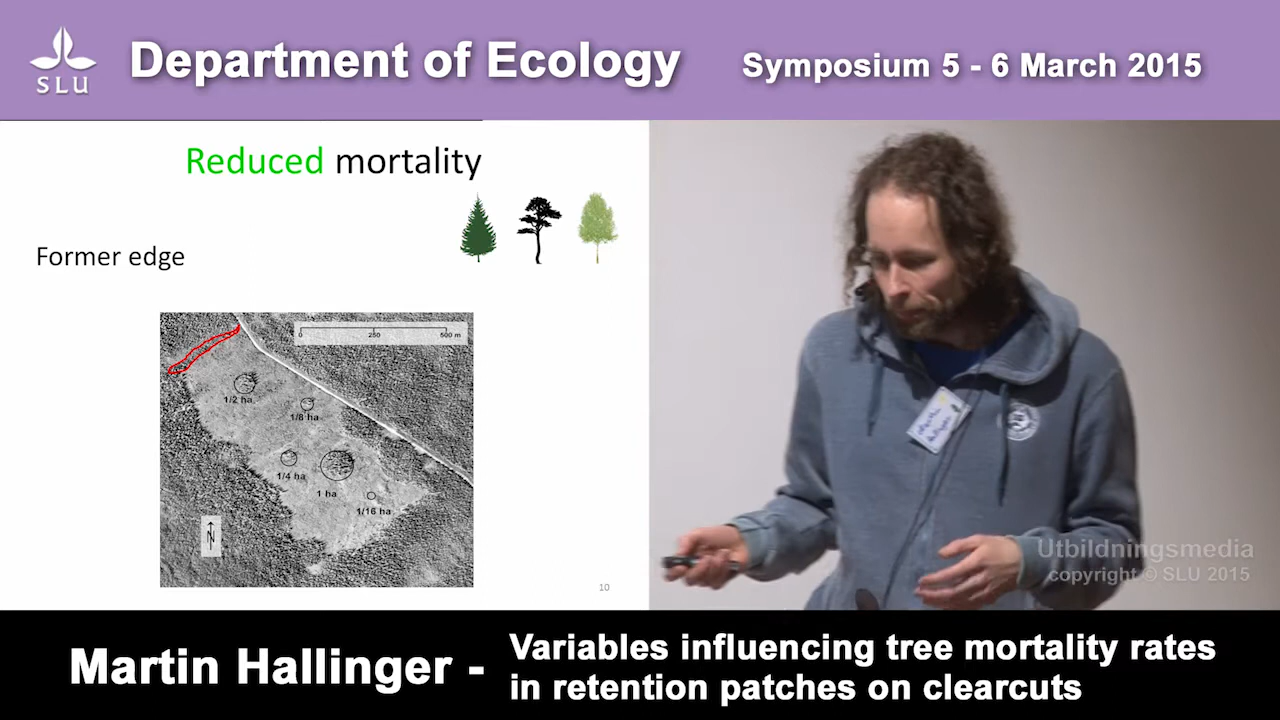 SLU
Department of Ecology
Symposium 5 - 6 March 2015
Reduced mortality
Former edge
0 250 500 m
1/2 ha
1/8 ha
1/4 ha
1 ha
1/16 ha
N
10
Utbildningsmedia
copyright © SLU 2015
Martin Hallinger -
Variables influencing tree mortality rates
in retention patches on clearcuts